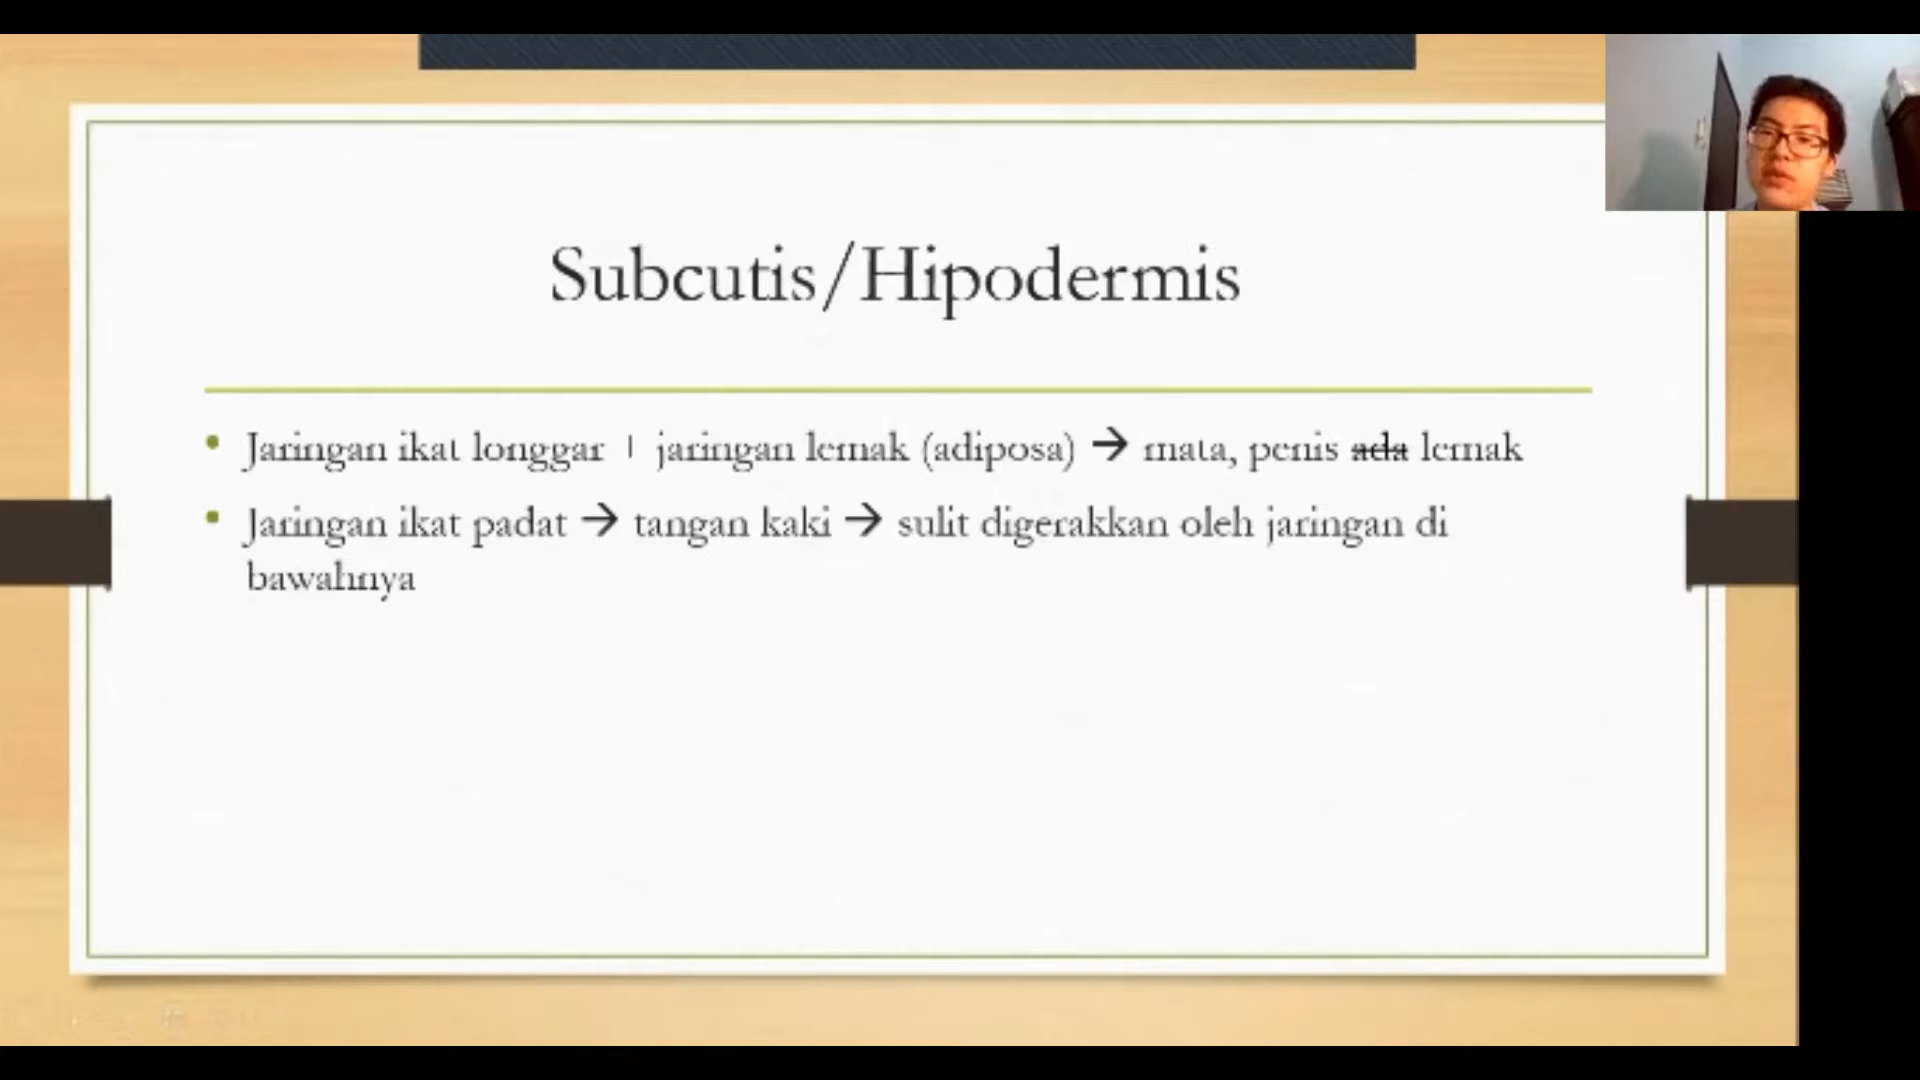 Subcutis/Hipodermis
• Jaringan ikat longgar + jaringan lemak (adiposa) → mata, penis ada lemak
• Jaringan ikat padat → tangan kaki → sulit digerakkan oleh jaringan di
bawahnya